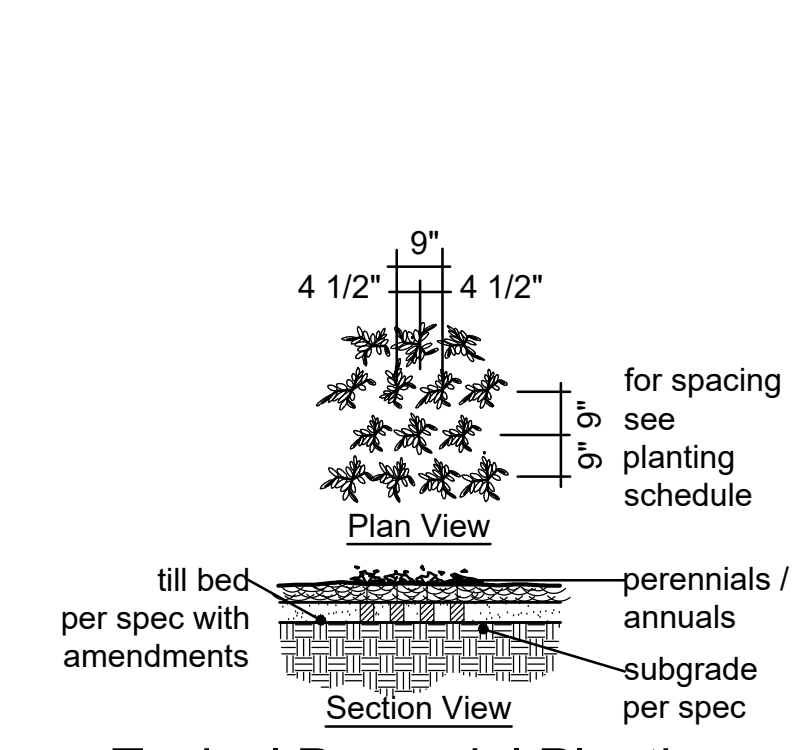 9"
4 1/2" 4 1/2"
for spacing
see
planting
schedule
9"
9"
Plan View
till bed
per spec with
amendments
perennials /
annuals
subgrade
per spec
Section View